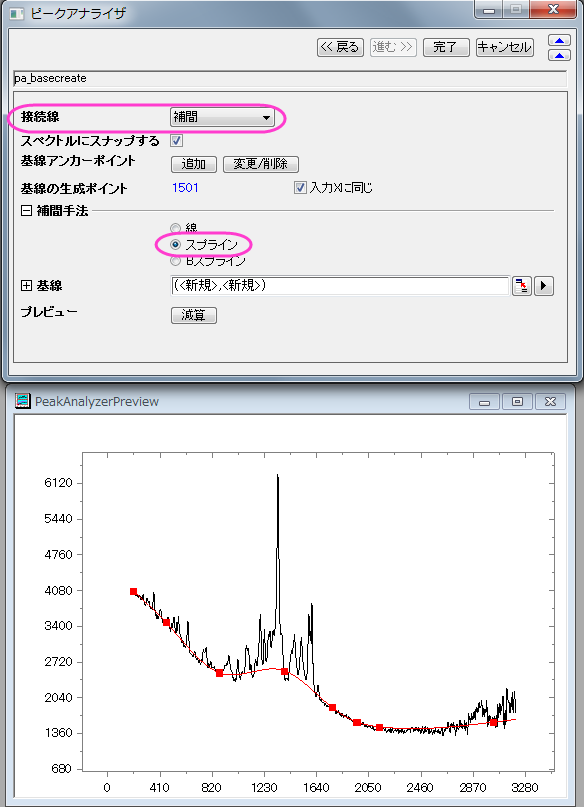 ピークアナライザ
<< 戻る 進む >> 完了 キャンセル
pa_basecreate
接続線 補間
スペクトルにスナップする
基線アンカーポイント 追加 変更/削除
基線の生成ポイント 1501 入力Xに同じ
補間手法
線
スプライン
Bスプライン
基線 (<新規>,<新規>)
プレビュー 減算
PeakAnalyzerPreview
6120
5440
4760
4080
3400
2720
2040
1360
680
0 410 820 1230 1640 2050 2460 2870 3280